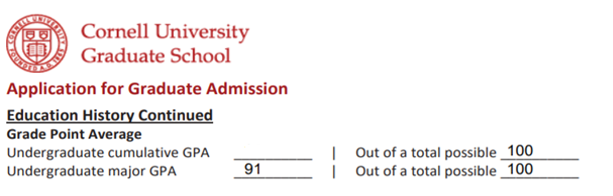 Cornell University
Graduate School
Application for Graduate Admission
Education History Continued
Grade Point Average
Undergraduate cumulative GPA __________ | Out of a total possible 100
Undergraduate major GPA 91 | Out of a total possible 100